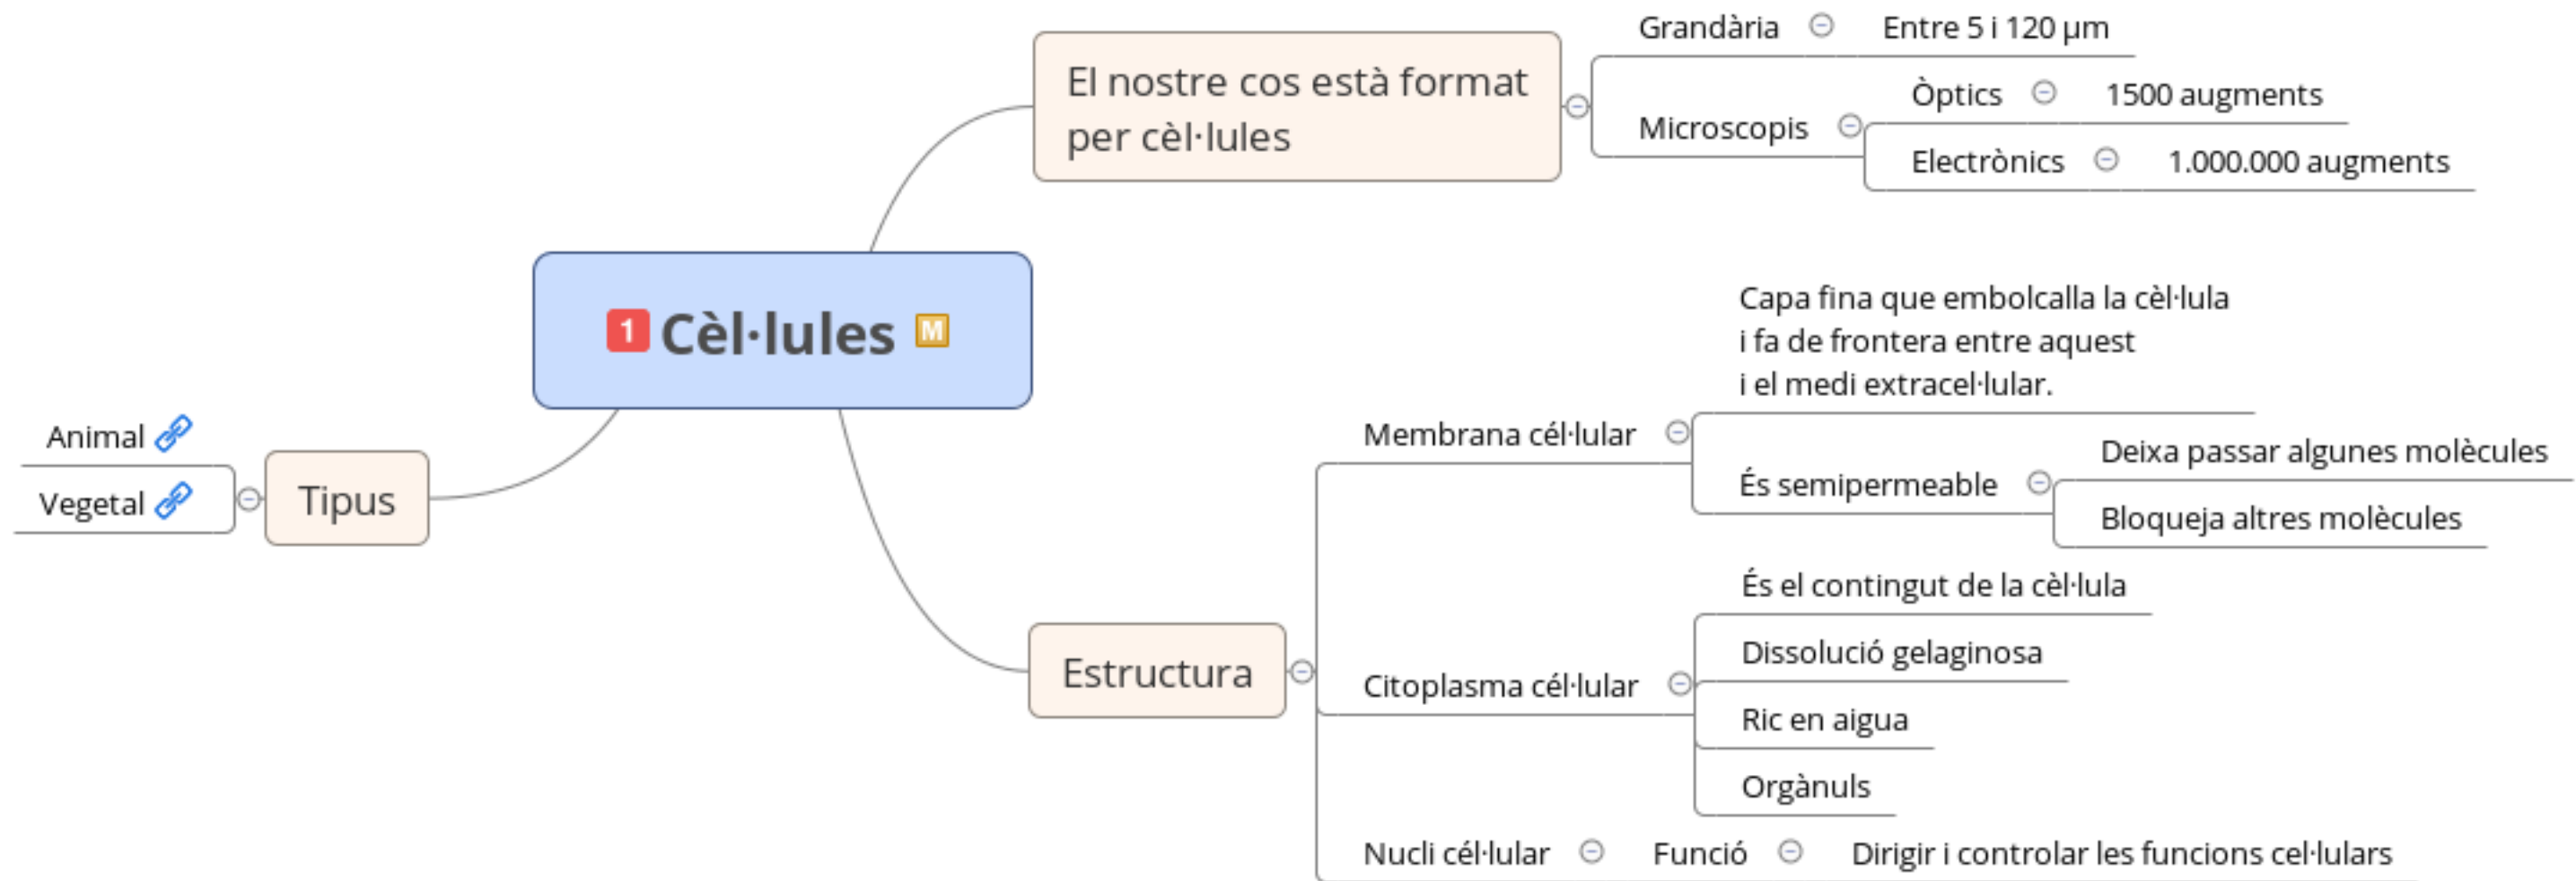 Grandària
Entre 5 i 120 µm
El nostre cos està format
per cèl·lules
Microscopis
Òptics
1500 augments
Electrònics
1.000.000 augments
1 Cèl·lules M
Tipus
Animal
Vegetal
Estructura
Membrana cél·lular
Capa fina que embolcalla la cèl·lula
i fa de frontera entre aquest
i el medi extracel·lular.
És semipermeable
Deixa passar algunes molècules
Bloqueja altres molècules
Citoplasma cél·lular
És el contingut de la cèl·lula
Dissolució gelaginosa
Ric en aigua
Orgànuls
Nucli cél·lular
Funció
Dirigir i controlar les funcions cel·lulars